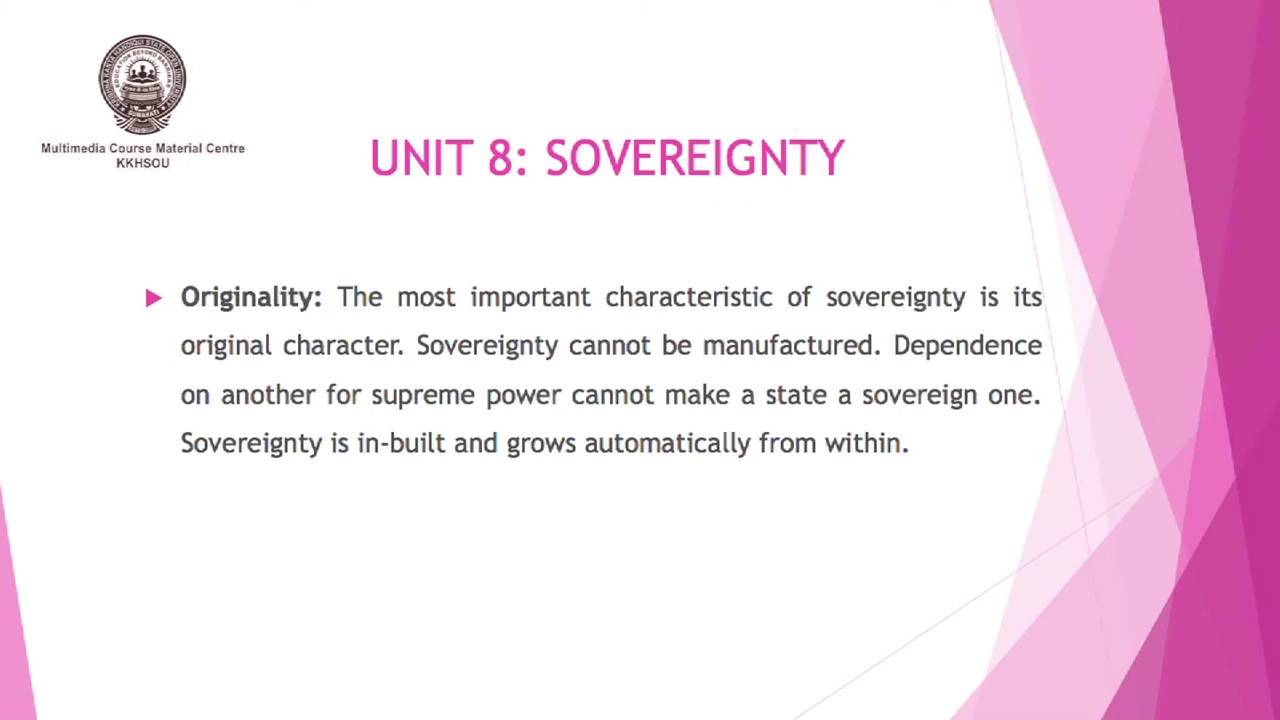 Multimedia Course Material Centre
KKHSOU
UNIT 8: SOVEREIGNTY
Originality: The most important characteristic of sovereignty is its
original character. Sovereignty cannot be manufactured. Dependence
on another for supreme power cannot make a state a sovereign one.
Sovereignty is in-built and grows automatically from within.